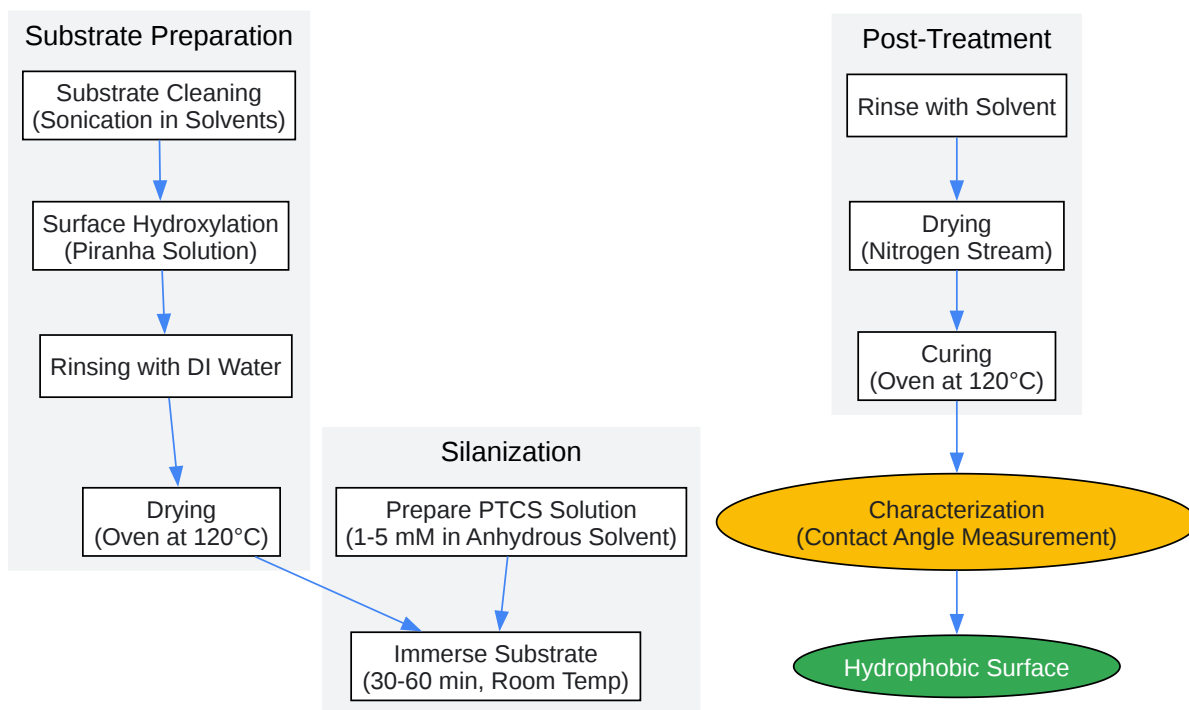 Substrate Preparation
Substrate Cleaning
(Sonication in Solvents)
Surface Hydroxylation
(Piranha Solution)
Rinsing with DI Water
Drying
(Oven at 120°C)
Silanization
Prepare PTCS Solution
(1-5 mM in Anhydrous Solvent)
Immerse Substrate
(30-60 min, Room Temp)
Post-Treatment
Rinse with Solvent
Drying
(Nitrogen Stream)
Curing
(Oven at 120°C)
Characterization
(Contact Angle Measurement)
Hydrophobic Surface